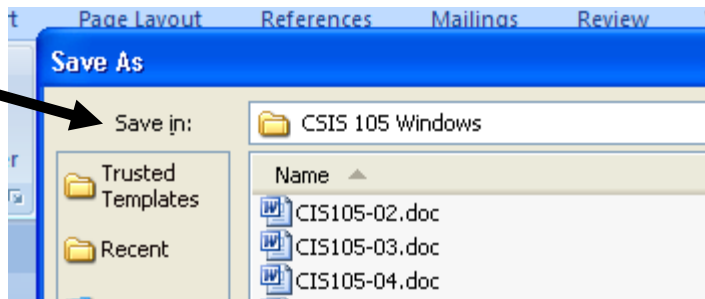 Page Layout References Mailings Review
Save As
Save in: CSIS 105 Windows
Trusted
Templates
Recent
Name
CIS105-02.doc
CIS105-03.doc
CIS105-04.doc